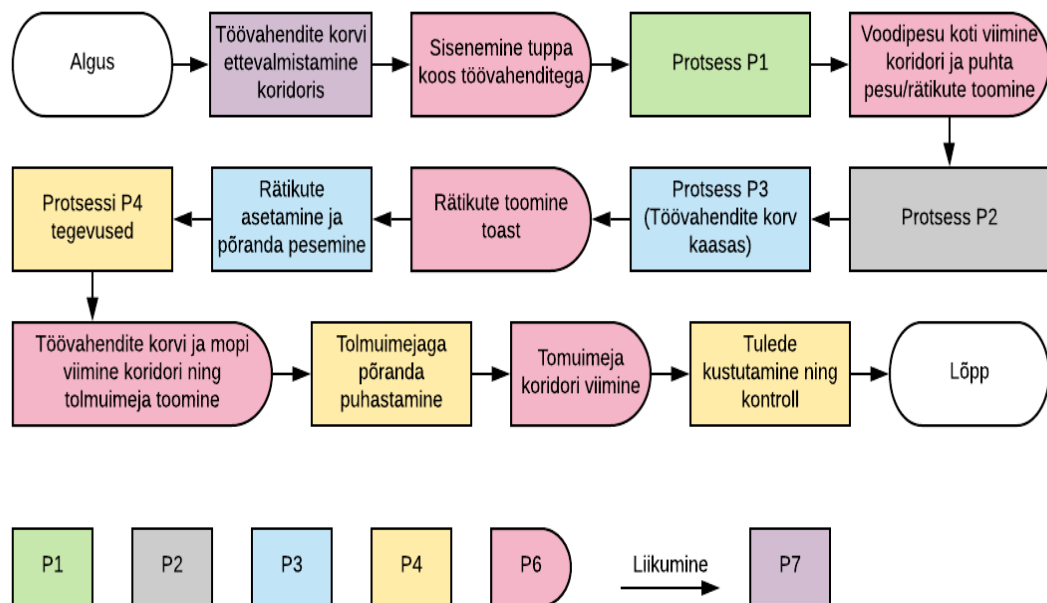 Algus
Töövahendite korvi
ettevalmistamine
koridoris
Sisenemine tuppa
koos töövahenditega
Protsess P1
Voodipesu koti viimine
koridori ja puhta
pesu/rätikute toomine
Protsessi P4
tegevused
Rätikute
asetamine ja
põranda pesemine
Rätikute toomine
toast
Protsess P3
(Töövahendite korv
kaasas)
Protsess P2
Töövahendite korvi ja mopi
viimine koridori ning
tolmuimeja toomine
Tolmuimejaga
põranda
puhastamine
Tomuimeja
koridori viimine
Tulede
kustutamine ning
kontroll
Lõpp
P1
P2
P3
P4
P6
Liikumine
P7